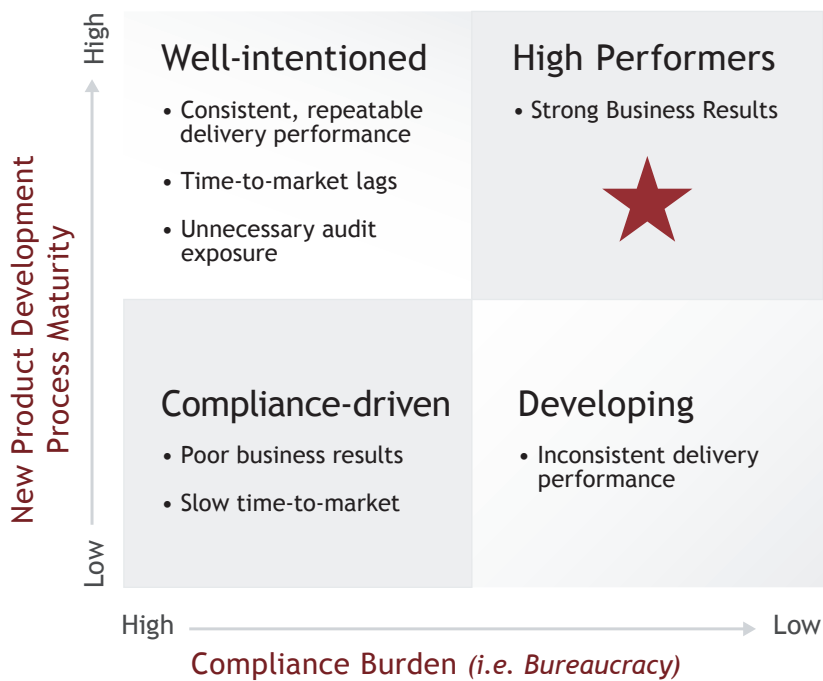 High
Well-intentioned
• Consistent, repeatable
delivery performance
• Time-to-market lags
• Unnecessary audit
exposure
High Performers
• Strong Business Results
New Product Development
Process Maturity
Compliance-driven
• Poor business results
• Slow time-to-market
Developing
• Inconsistent delivery
performance
Low
High
Low
Compliance Burden (i.e. Bureaucracy)